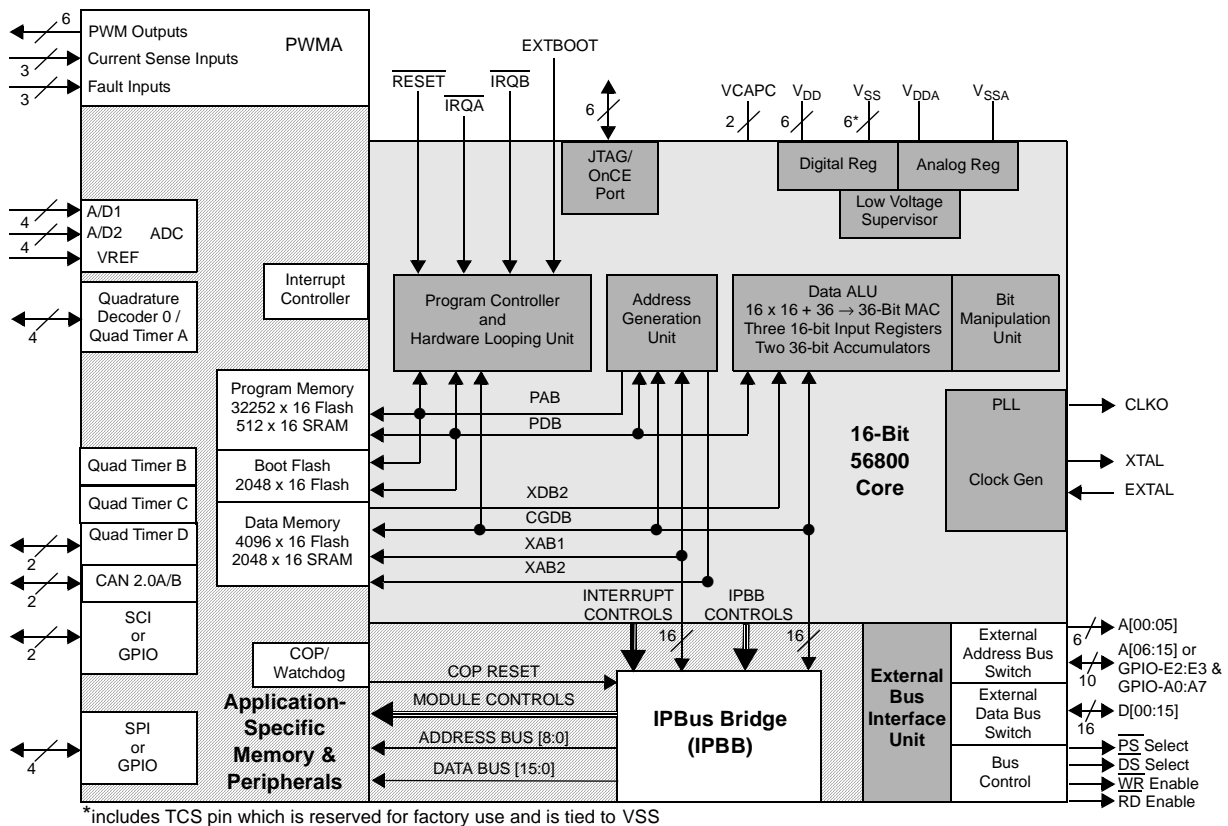 6
PWM Outputs
Current Sense Inputs
3
Fault Inputs
3
PWMA
EXTBOOT
RESET
IRQA
IRQB
6
VCAPC
2
VDD
6
VSS
6*
VDDA
VSSA
JTAG/
OnCE
Port
Digital Reg
Analog Reg
Low Voltage
Supervisor
A/D1
4
A/D2
4
ADC
VREF
Interrupt
Controller
Quadrature
Decoder 0 /
Quad Timer A
4
Program Controller
and
Hardware Looping Unit
Address
Generation
Unit
Data ALU
16 x 16 + 36 → 36-Bit MAC
Three 16-bit Input Registers
Two 36-bit Accumulators
Bit
Manipulation
Unit
Program Memory
32252 x 16 Flash
512 x 16 SRAM
PAB
PDB
PLL
Clock Gen
CLKO
XTAL
EXTAL
16-Bit
56800
Core
Quad Timer B
Quad Timer C
Quad Timer D
2
Boot Flash
2048 x 16 Flash
Data Memory
4096 x 16 Flash
2048 x 16 SRAM
XDB2
CGDB
XAB1
XAB2
CAN 2.0A/B
2
SCI
or
GPIO
2
INTERRUPT
CONTROLS
IPBB
CONTROLS
16
16
COP/
Watchdog
COP RESET
MODULE CONTROLS
ADDRESS BUS [8:0]
DATA BUS [15:0]
Application-
Specific
Memory &
Peripherals
SPI
or
GPIO
4
IPBus Bridge
(IPBB)
External
Bus
Interface
Unit
External
Address Bus
Switch
External
Data Bus
Switch
Bus
Control
6
A[00:05]
10
A[06:15] or
GPIO-E2:E3 &
GPIO-A0:A7
16
D[00:15]
PS Select
DS Select
WR Enable
RD Enable
*includes TCS pin which is reserved for factory use and is tied to VSS